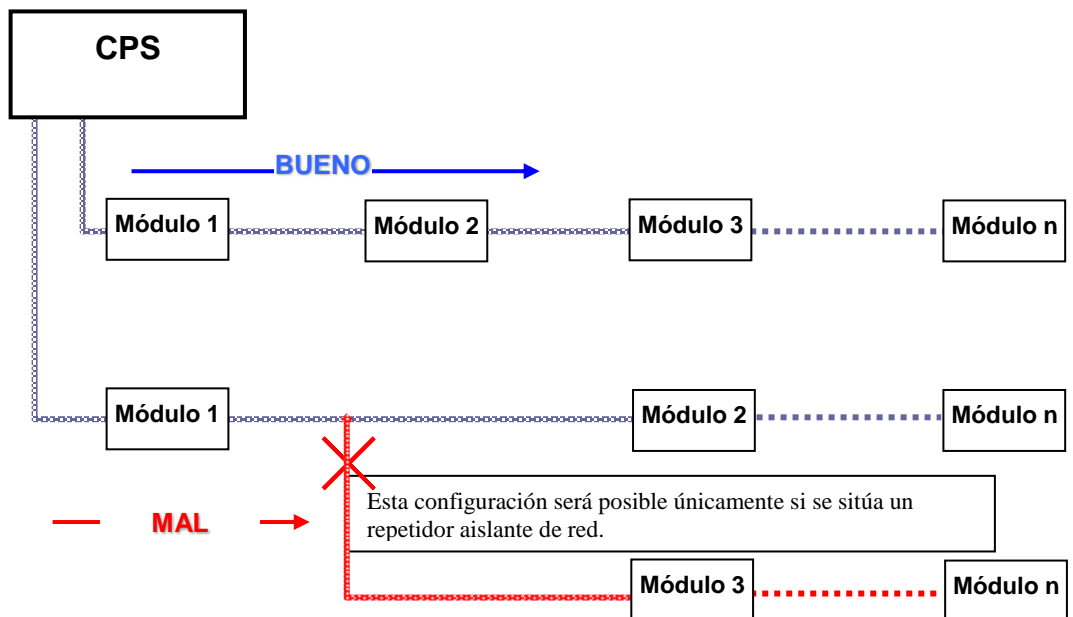 CPS
BUENO
Módulo 1
Módulo 2
Módulo 3
Módulo n
Módulo 1
Módulo 2
Módulo n
Esta configuración será posible únicamente si se sitúa un
repetidor aislante de red.
MAL
Módulo 3
Módulo n